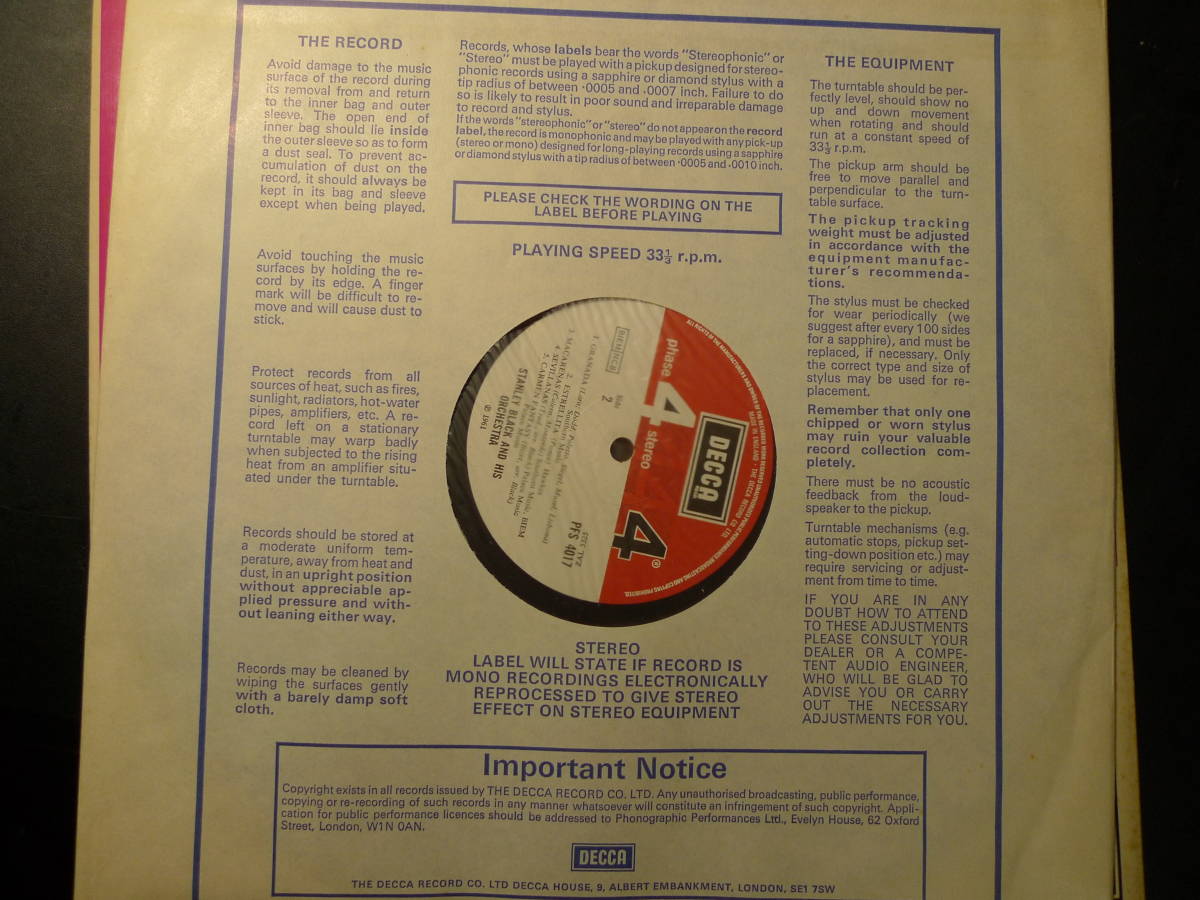 THE RECORD
Avoid damage to the music
surface of the record during
its removal from and return
to the inner bag and outer
sleeve. The open end of
inner bag should lie inside
the outer sleeve so as to form
a dust seal. To prevent ac-
cumulation of dust on the
record, it should always be
kept in its bag and sleeve
except when being played.
Avoid touching the music
surfaces by holding the re-
cord by its edge. A finger
mark will be difficult to re-
move and will cause dust to
stick.
Protect records from all
sources of heat, such as fires,
sunlight, radiators, hot-water
pipes, amplifiers, etc. A re-
cord left on a stationary
turntable may warp badly
when subjected to the rising
heat from an amplifier situ-
ated under the turntable.
Records should be stored at
a moderate uniform tem-
perature, away from heat and
dust, in an upright position
without appreciable ap-
plied pressure and with-
out leaning either way.
Records may be cleaned by
wiping the surfaces gently
with a barely damp soft
cloth.
Records, whose labels bear the words "Stereophonic" or
"Stereo" must be played with a pickup designed for stereo-
phonic records using a sapphire or diamond stylus with a
tip radius of between ·0005 and .0007 inch. Failure to do
so is likely to result in poor sound and irreparable damage
to record and stylus.
If the words "stereophonic" or "stereo" do not appear on the record
label, the record is monophonic and may be played with any pick-up
(stereo or mono) designed for long-playing records using a sapphire
or diamond stylus with a tip radius of between ·0005 and .0010 inch.
PLEASE CHECK THE WORDING ON THE
LABEL BEFORE PLAYING
PLAYING SPEED 33⅓ r.p.m.
phase 4 stereo
4
DECCA
BIEM/NCB
Side
2
1. GRANADA
2. ESTRELLITA
3. MACARENAS
4. SEVILLANAS
5. CARMEN FANTASY
STANLEY BLACK AND HIS
ORCHESTRA
℗ 1961
PFS 4017
STEREO
LABEL WILL STATE IF RECORD IS
MONO RECORDINGS ELECTRONICALLY
REPROCESSED TO GIVE STEREO
EFFECT ON STEREO EQUIPMENT
THE EQUIPMENT
The turntable should be per-
fectly level, should show no
up and down movement
when rotating and should
run at a constant speed of
33⅓ r.p.m.
The pickup arm should be
free to move parallel and
perpendicular to the turn-
table surface.
The pickup tracking
weight must be adjusted
in accordance with the
equipment manufac-
turer's recommenda-
tions.
The stylus must be checked
for wear periodically (we
suggest after every 100 sides
for a sapphire), and must be
replaced, if necessary. Only
the correct type and size of
stylus may be used for re-
placement.
Remember that only one
chipped or worn stylus
may ruin your valuable
record collection com-
pletely.
There must be no acoustic
feedback from the loud-
speaker to the pickup.
Turntable mechanisms (e.g.
automatic stops, pickup set-
ting-down position etc.) may
require servicing or adjust-
ment from time to time.
IF YOU ARE IN ANY
DOUBT HOW TO ATTEND
TO THESE ADJUSTMENTS
PLEASE CONSULT YOUR
DEALER OR A COMPE-
TENT AUDIO ENGINEER,
WHO WILL BE GLAD TO
ADVISE YOU OR CARRY
OUT THE NECESSARY
ADJUSTMENTS FOR YOU.
Important Notice
Copyright exists in all records issued by THE DECCA RECORD CO. LTD. Any unauthorised broadcasting, public performance,
copying or re-recording of such records in any manner whatsoever will constitute an infringement of such copyright. Appli-
cation for public performance licences should be addressed to Phonographic Performances Ltd., Evelyn House, 62 Oxford
Street, London, W1N 0AN.
DECCA
THE DECCA RECORD CO. LTD DECCA HOUSE, 9, ALBERT EMBANKMENT, LONDON, SE1 7SW